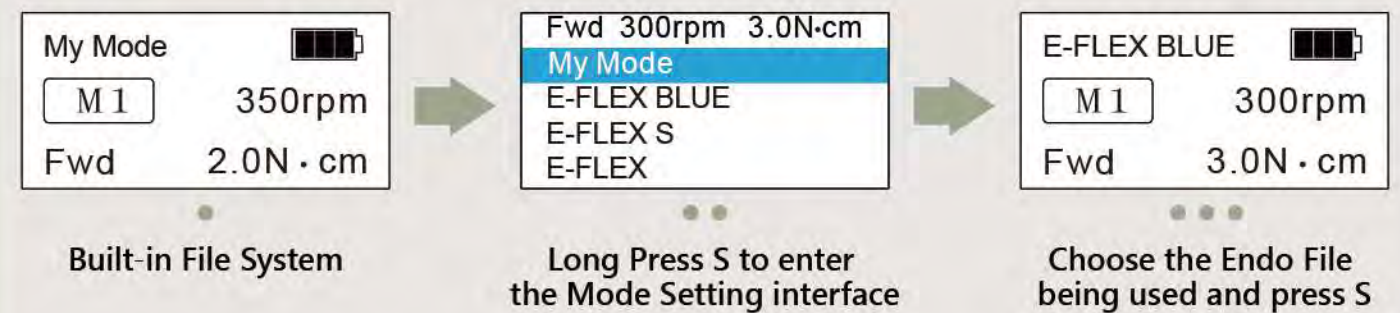 My Mode
M1 350rpm
Fwd 2.0N·cm
Built-in File System
Fwd 300rpm 3.0N·cm
My Mode
E-FLEX BLUE
E-FLEX S
E-FLEX
Long Press S to enter
the Mode Setting interface
E-FLEX BLUE
M1 300rpm
Fwd 3.0N·cm
Choose the Endo File
being used and press S